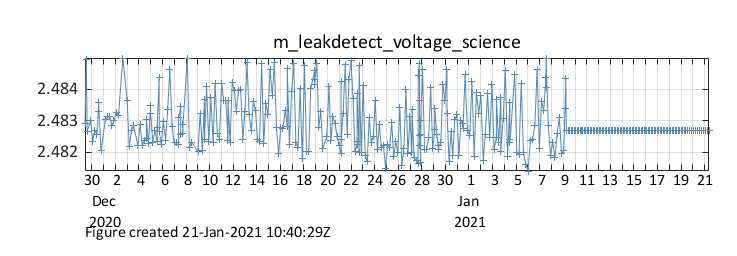 m_leakdetect_voltage_science
2.484
2.483
2.482
30 2 4 6 8 10 12 14 16 18 20 22 24 26 28 30 1 3 5 7 9 11 13 15 17 19 21
Dec Jan
2020 2021
Figure created 21-Jan-2021 10:40:29Z